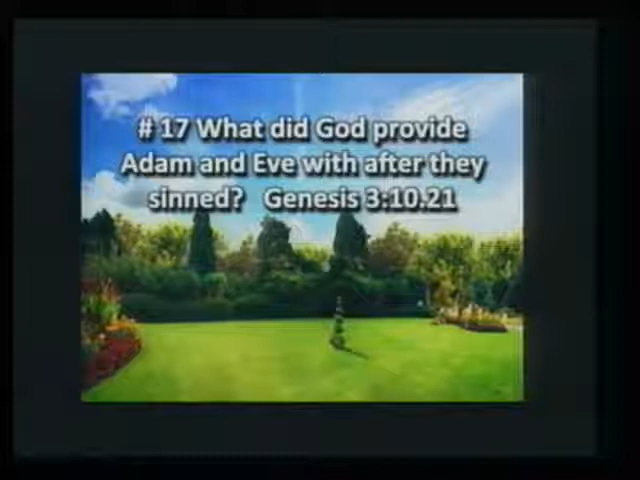 # 17 What did God provide
Adam and Eve with after they
sinned? Genesis 3:10.21